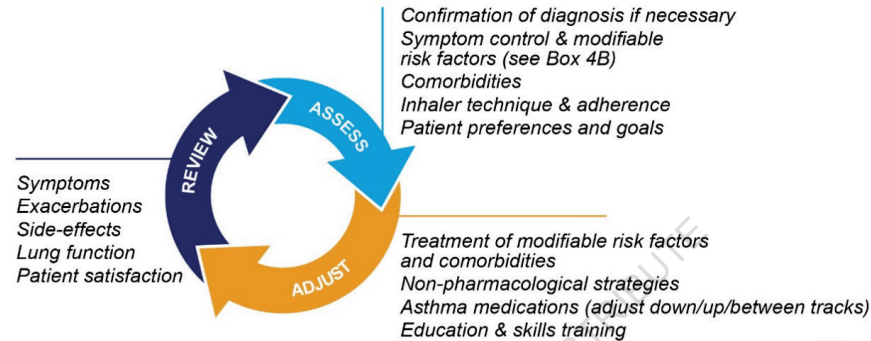 Confirmation of diagnosis if necessary
Symptom control & modifiable
risk factors (see Box 4B)
Comorbidities
Inhaler technique & adherence
Patient preferences and goals
ASSESS
REVIEW
Symptoms
Exacerbations
Side-effects
Lung function
Patient satisfaction
ADJUST
Treatment of modifiable risk factors
and comorbidities
Non-pharmacological strategies
Asthma medications (adjust down/up/between tracks)
Education & skills training